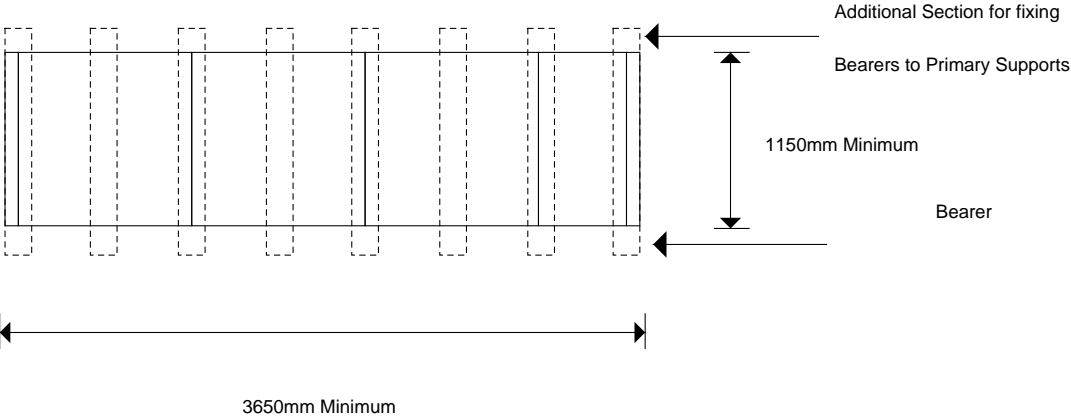 Additional Section for fixing
Bearers to Primary Supports
1150mm Minimum
Bearer
3650mm Minimum